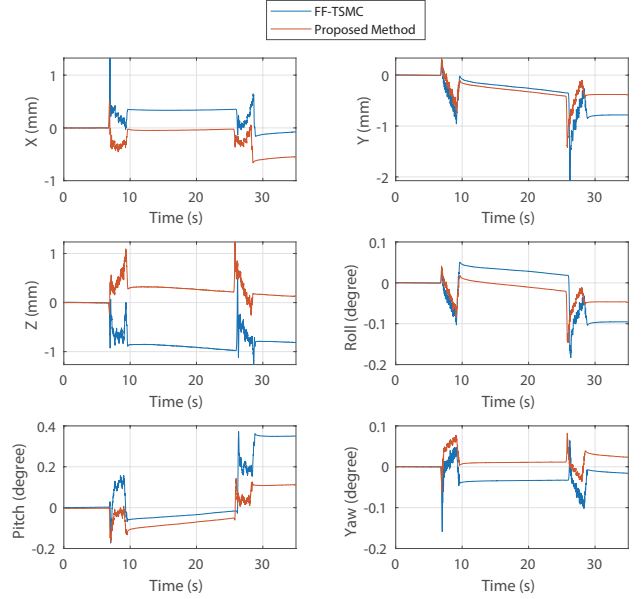 FF-TSMC
Proposed Method
1
0
-1
X (mm)
0 10 20 30
Time (s)
0
-1
-2
Y (mm)
0 10 20 30
Time (s)
1
0
-1
Z (mm)
0 10 20 30
Time (s)
0.1
0
-0.1
-0.2
Roll (degree)
0 10 20 30
Time (s)
0.4
0.2
0
-0.2
Pitch (degree)
0 10 20 30
Time (s)
0.1
0
-0.1
-0.2
Yaw (degree)
0 10 20 30
Time (s)